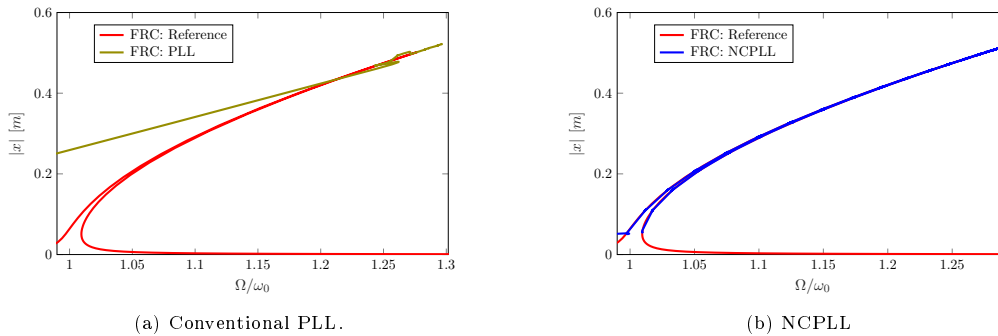 0.6
FRC: Reference
FRC: PLL
0.4
|x| [m]
0.2
0
1
1.05
1.1
1.15
1.2
1.25
1.3
Ω/ω₀
(a) Conventional PLL.
0.6
FRC: Reference
FRC: NCPLL
0.4
|x| [m]
0.2
0
1
1.05
1.1
1.15
1.2
1.25
Ω/ω₀
(b) NCPLL